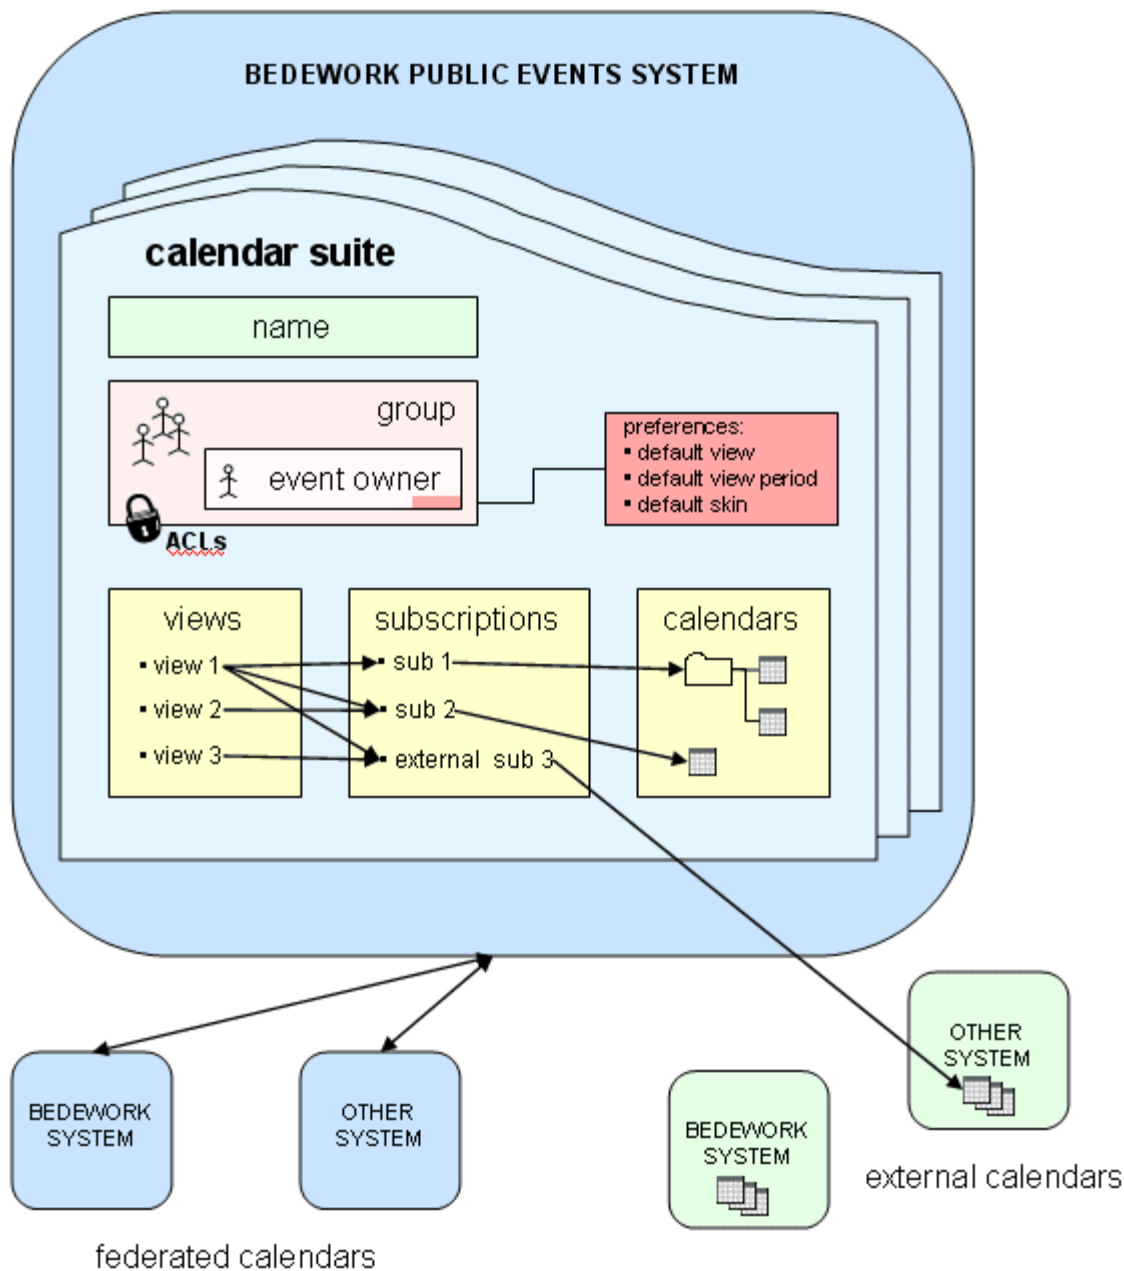 BEDEWORK PUBLIC EVENTS SYSTEM
calendar suite
name
group
event owner
ACLs
preferences:
▪ default view
▪ default view period
▪ default skin
views
▪ view 1
▪ view 2
▪ view 3
subscriptions
▪ sub 1
▪ sub 2
▪ external sub 3
calendars
BEDEWORK
SYSTEM
OTHER
SYSTEM
federated calendars
BEDEWORK
SYSTEM
OTHER
SYSTEM
external calendars